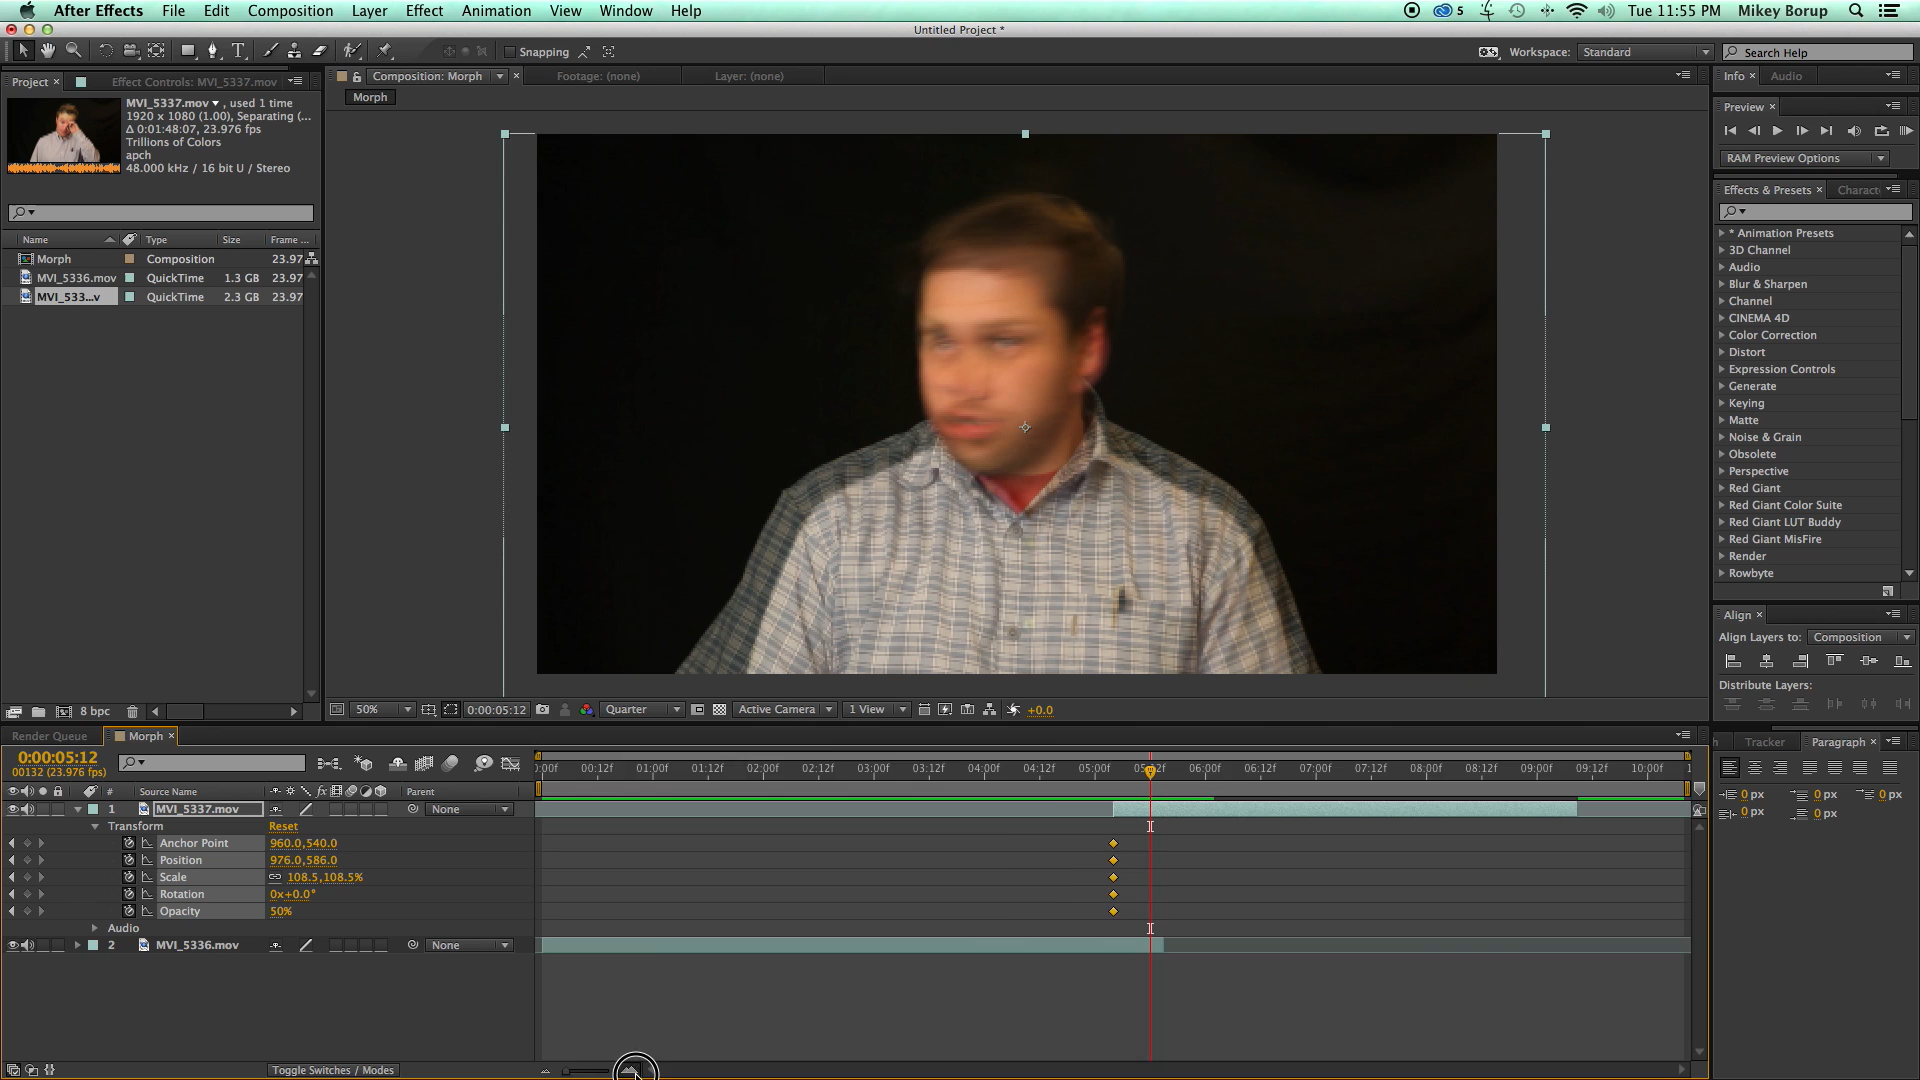 After Effects File Edit Composition Layer Effect Animation View Window Help
5 Tue 11:55 PM Mikey Borup
Untitled Project *
Snapping
Workspace: Standard
Search Help
Project × Effect Controls: MVI_5337.mov
MVI_5337.mov ▾ , used 1 time
1920 x 1080 (1.00), Separating (...
Δ 0:01:48:07, 23.976 fps
Trillions of Colors
apch
48.000 kHz / 16 bit U / Stereo
Name Type Size Frame ...
Morph Composition 23.97
MVI_5336.mov QuickTime 1.3 GB 23.97
MVI_533...v QuickTime 2.3 GB 23.97
8 bpc
Composition: Morph × Footage: (none) Layer: (none)
Morph
50% 0:00:05:12 Quarter Active Camera 1 View +0.0
Info × Audio
Preview ×
RAM Preview Options
Effects & Presets × Charact
* Animation Presets
3D Channel
Audio
Blur & Sharpen
Channel
CINEMA 4D
Color Correction
Distort
Expression Controls
Generate
Keying
Matte
Noise & Grain
Obsolete
Perspective
Red Giant
Red Giant Color Suite
Red Giant LUT Buddy
Red Giant MisFire
Render
Rowbyte
Align ×
Align Layers to: Composition
Distribute Layers:
Render Queue Morph ×
0:00:05:12
00132 (23.976 fps)
:00f 00:12f 01:00f 01:12f 02:00f 02:12f 03:00f 03:12f 04:00f 04:12f 05:00f 05:12f 06:00f 06:12f 07:00f 07:12f 08:00f 08:12f 09:00f 09:12f 10:00f 1
# Source Name fx Parent
1 MVI_5337.mov None
Transform Reset
Anchor Point 960.0,540.0
Position 976.0,586.0
Scale 108.5,108.5%
Rotation 0x+0.0°
Opacity 50%
Audio
2 MVI_5336.mov None
Toggle Switches / Modes
h Tracker Paragraph ×
0 px 0 px 0 px
0 px 0 px